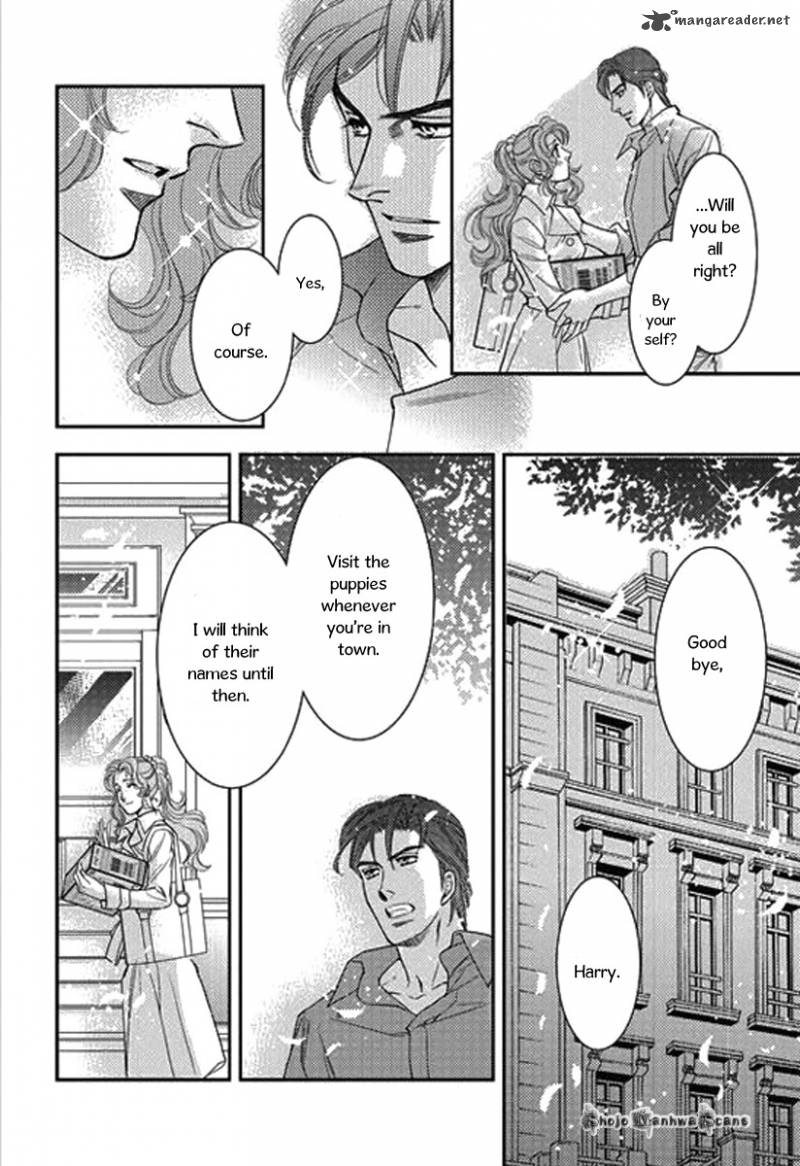 mangareader.net
...Will
you be
all
right?
By
your
self?
Yes,
Of
course.
Good
bye,
Harry.
Visit the
puppies
whenever
you're in
town.
I will think
of their
names until
then.
Shojo Manhwa Scans